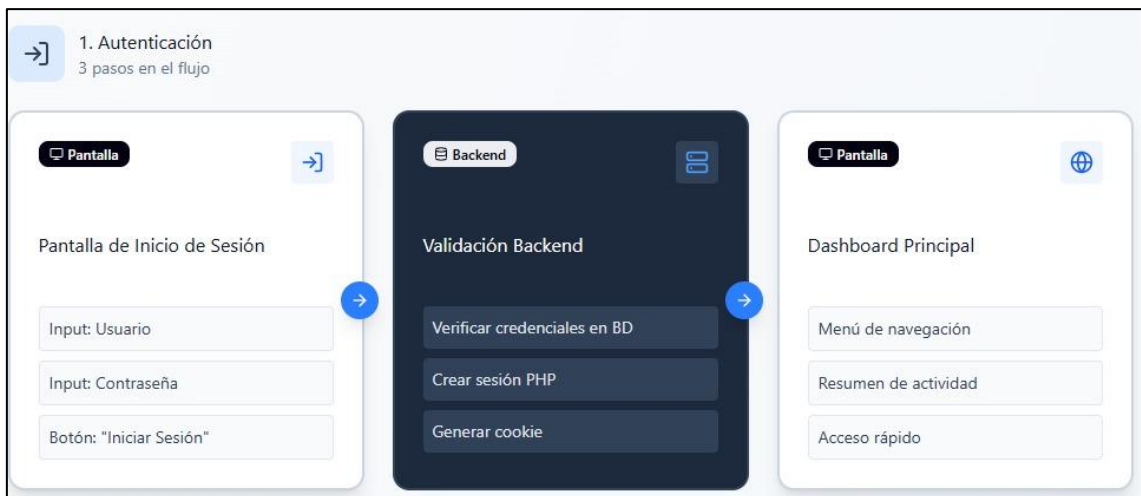 1. Autenticación
3 pasos en el flujo
Pantalla
Pantalla de Inicio de Sesión
Input: Usuario
Input: Contraseña
Botón: "Iniciar Sesión"
Backend
Validación Backend
Verificar credenciales en BD
Crear sesión PHP
Generar cookie
Pantalla
Dashboard Principal
Menú de navegación
Resumen de actividad
Acceso rápido